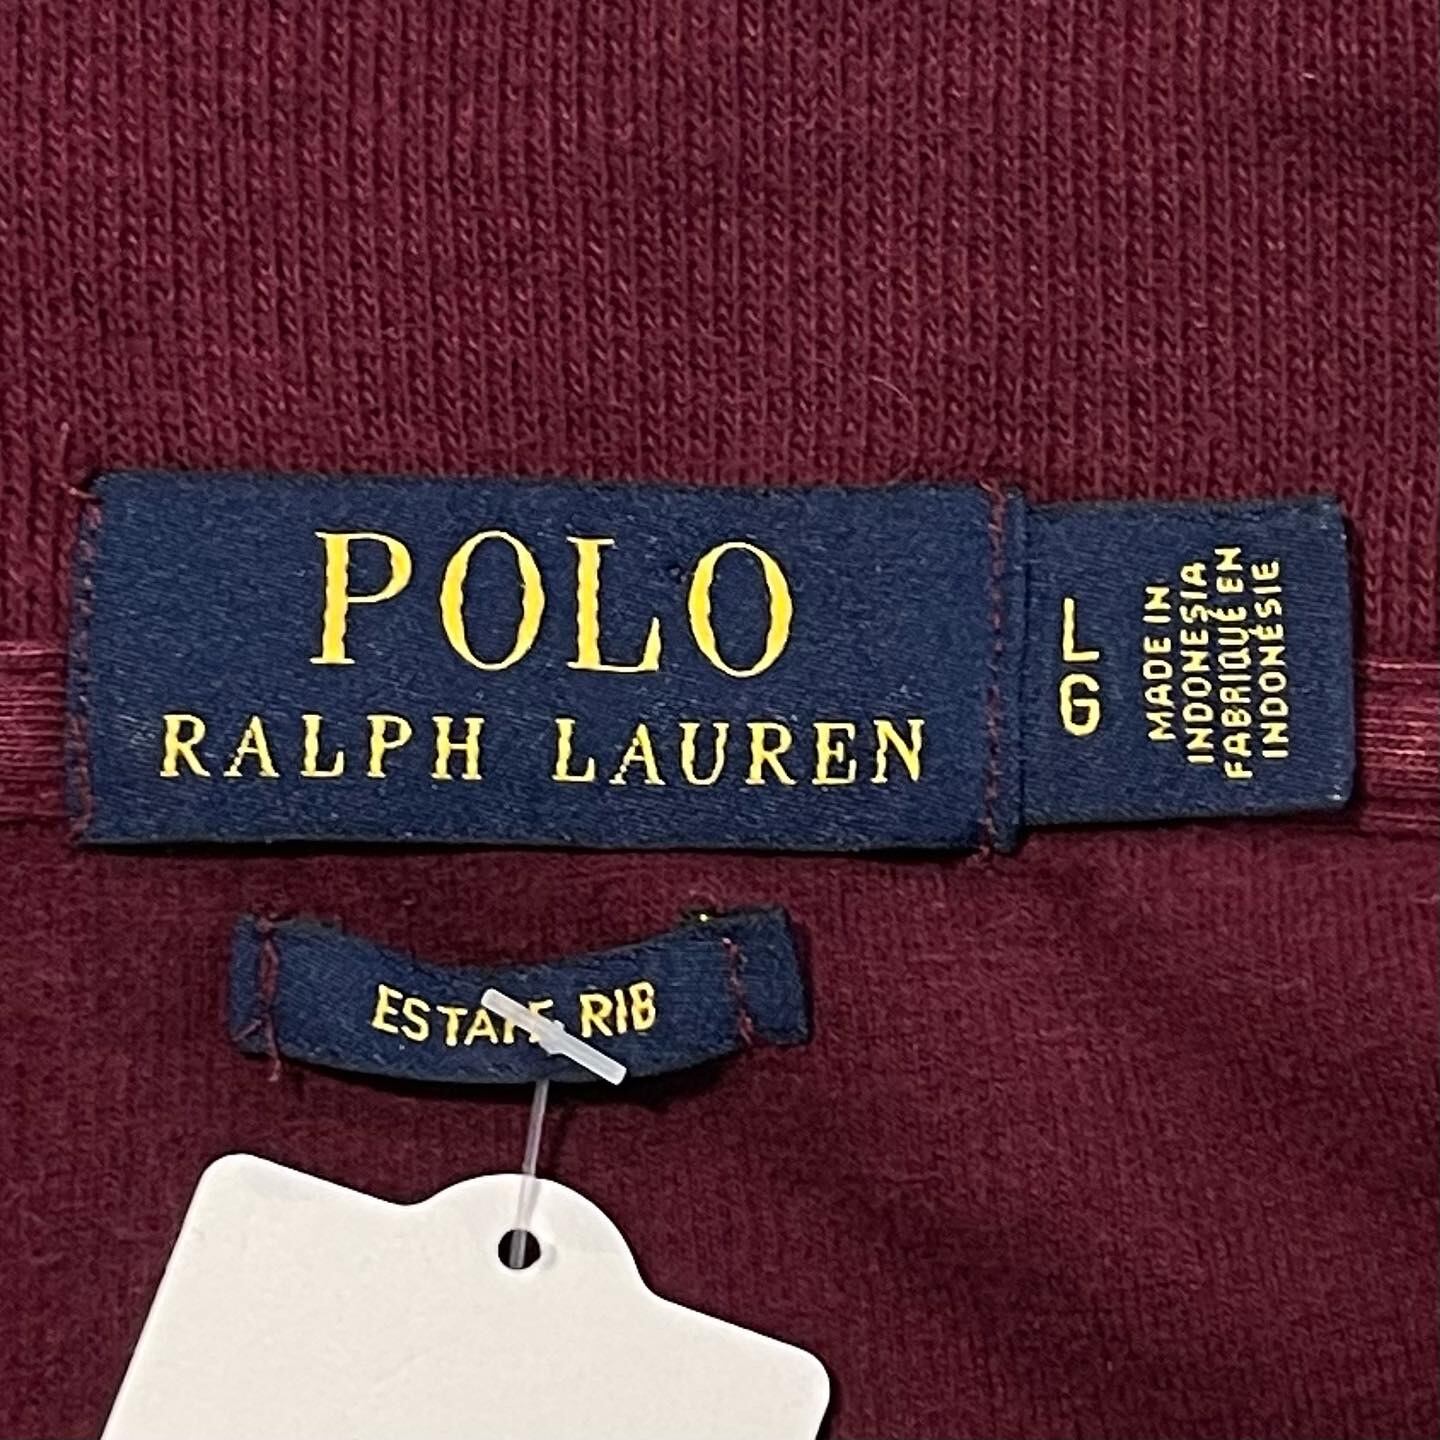 POLO
RALPH LAUREN
L
G
MADE IN
INDONESIA
FABRIQUÉ EN
INDONÉSIE
ESTATE RIB